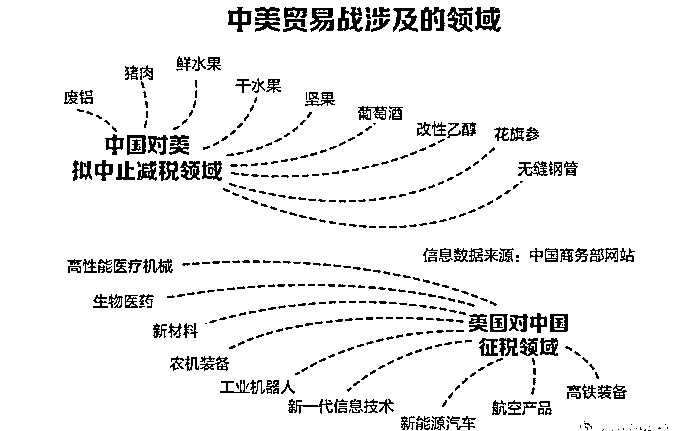 中美贸易战涉及的领域
废铝
猪肉
鲜水果
干水果
坚果
葡萄酒
改性乙醇
花旗参
无缝钢管
中国对美
拟中止减税领域
信息数据来源：中国商务部网站
高性能医疗机械
生物医药
新材料
农机装备
工业机器人
新一代信息技术
新能源汽车
航空产品
高铁装备
美国对中国
征税领域